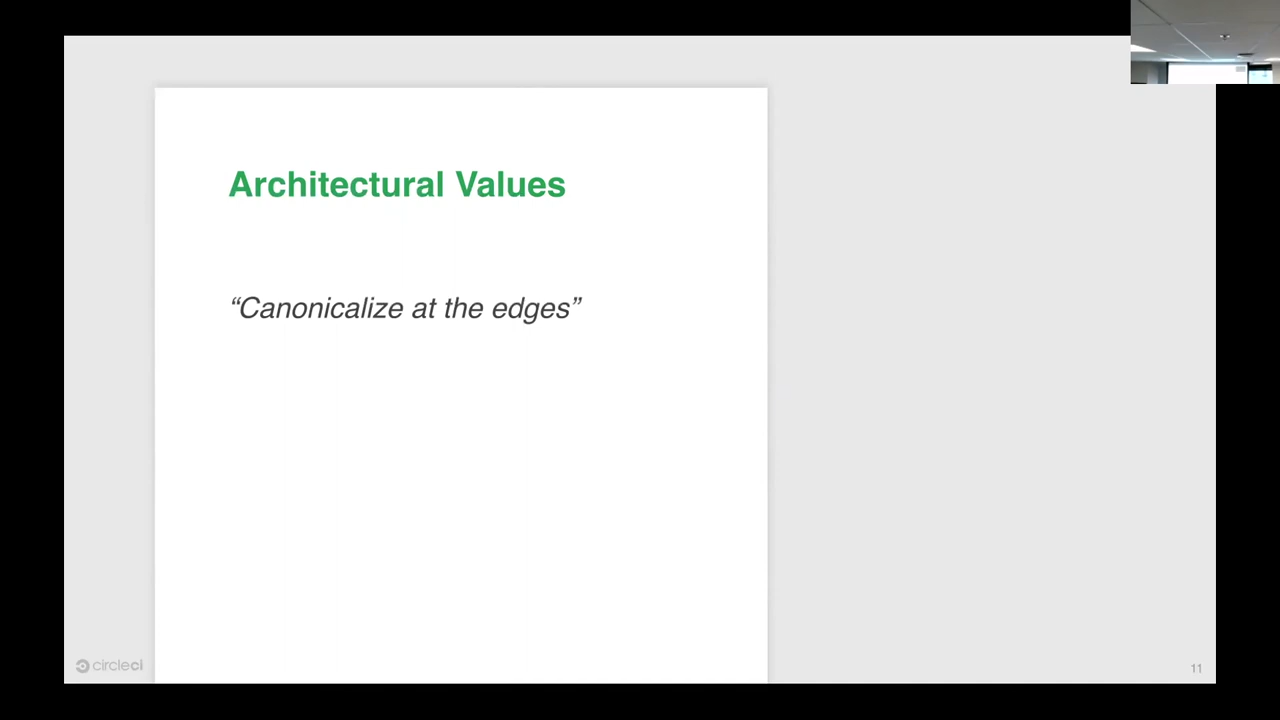 Architectural Values
“Canonicalize at the edges”
circleci
11